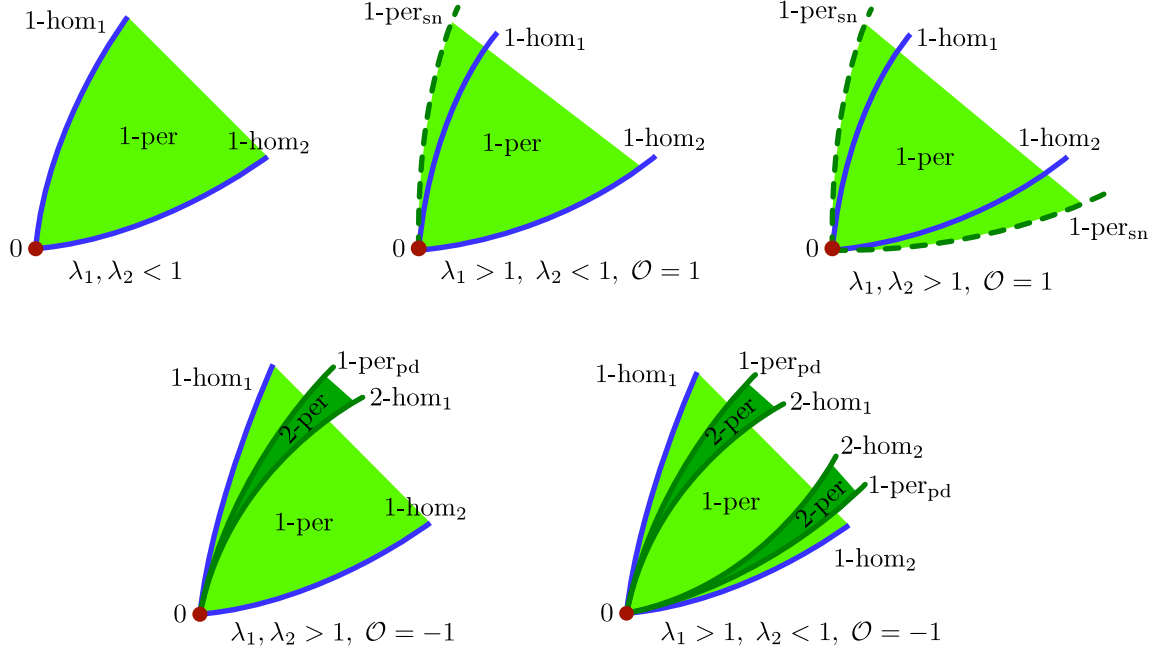 1-hom₁
1-per
1-hom₂
0
λ₁, λ₂ < 1
1-perₛₙ
1-hom₁
1-per
1-hom₂
0
λ₁ > 1, λ₂ < 1, 𝒪 = 1
1-perₛₙ
1-hom₁
1-per
1-hom₂
1-perₛₙ
0
λ₁, λ₂ > 1, 𝒪 = 1
1-per_pd
1-hom₁
2-hom₁
2-per
1-per
1-hom₂
0
λ₁, λ₂ > 1, 𝒪 = −1
1-per_pd
1-hom₁
2-hom₁
2-per
2-hom₂
1-per_pd
2-per
1-per
1-hom₂
0
λ₁ > 1, λ₂ < 1, 𝒪 = −1